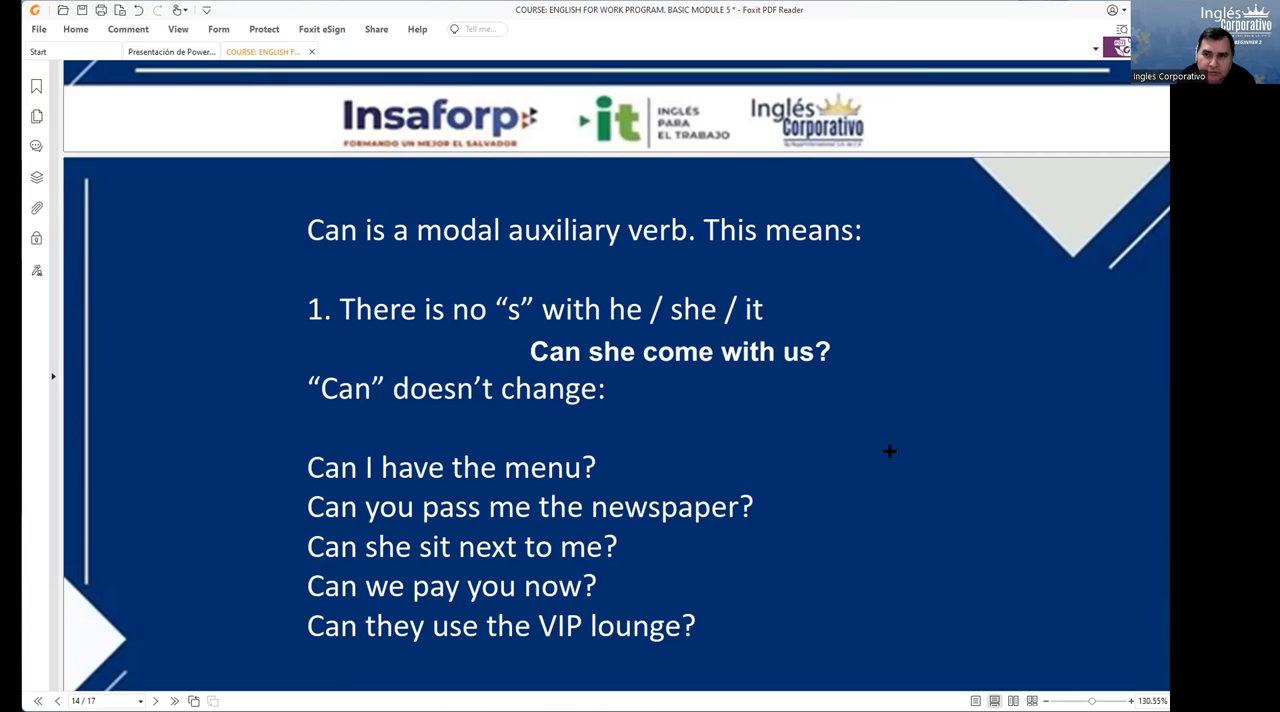 COURSE: ENGLISH FOR WORK PROGRAM. BASIC MODULE 5 * - Foxit PDF Reader
File Home Comment View Form Protect Foxit eSign Share Help Tell me...
Start Presentación de Power... COURSE: ENGLISH F...
Inglés
Corporativo
BEGINNER 2
Ingles Corporativo
Insaforp
FORMANDO UN MEJOR EL SALVADOR
it
INGLÉS
PARA
EL TRABAJO
Inglés
Corporativo
Can is a modal auxiliary verb. This means:
1. There is no “s” with he / she / it
Can she come with us?
“Can” doesn’t change:
Can I have the menu?
Can you pass me the newspaper?
Can she sit next to me?
Can we pay you now?
Can they use the VIP lounge?
14 / 17
130.55%